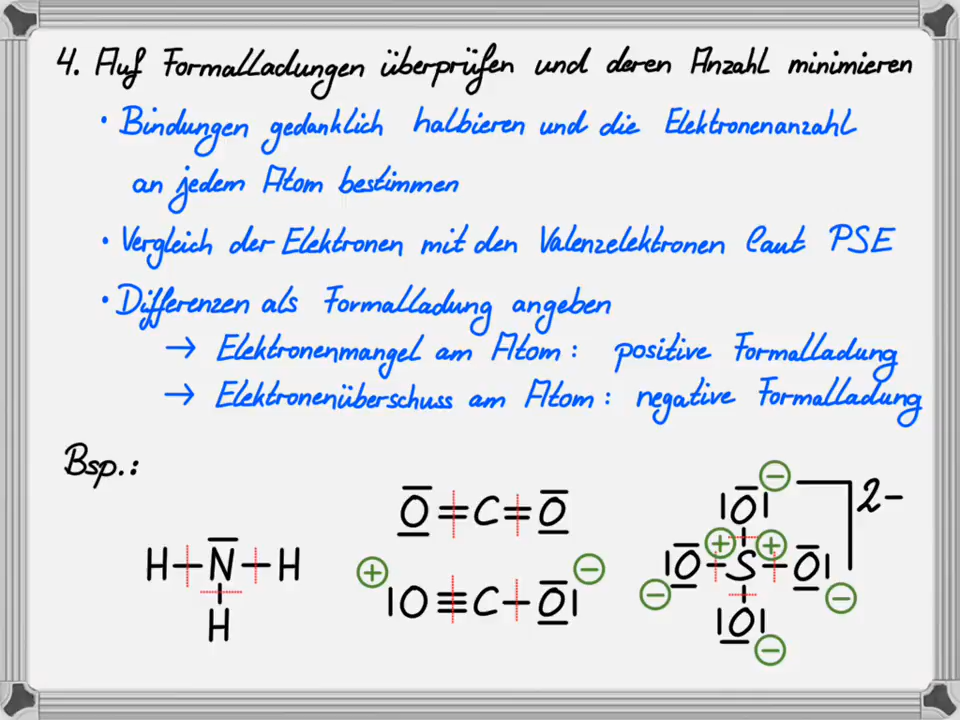 4. Auf Formalladungen überprüfen und deren Anzahl minimieren
• Bindungen gedanklich halbieren und die Elektronenanzahl
an jedem Atom bestimmen
• Vergleich der Elektronen mit den Valenzelektronen laut PSE
• Differenzen als Formalladung angeben
→ Elektronenmangel am Atom: positive Formalladung
→ Elektronenüberschuss am Atom: negative Formalladung
Bsp.:
O=C=O
⊕ |O≡C–O| ⊖
H–N–H
H
|O| ⊖ 2-
⊕ ⊕
|O–S–O|
⊖ ⊖
|O| ⊖